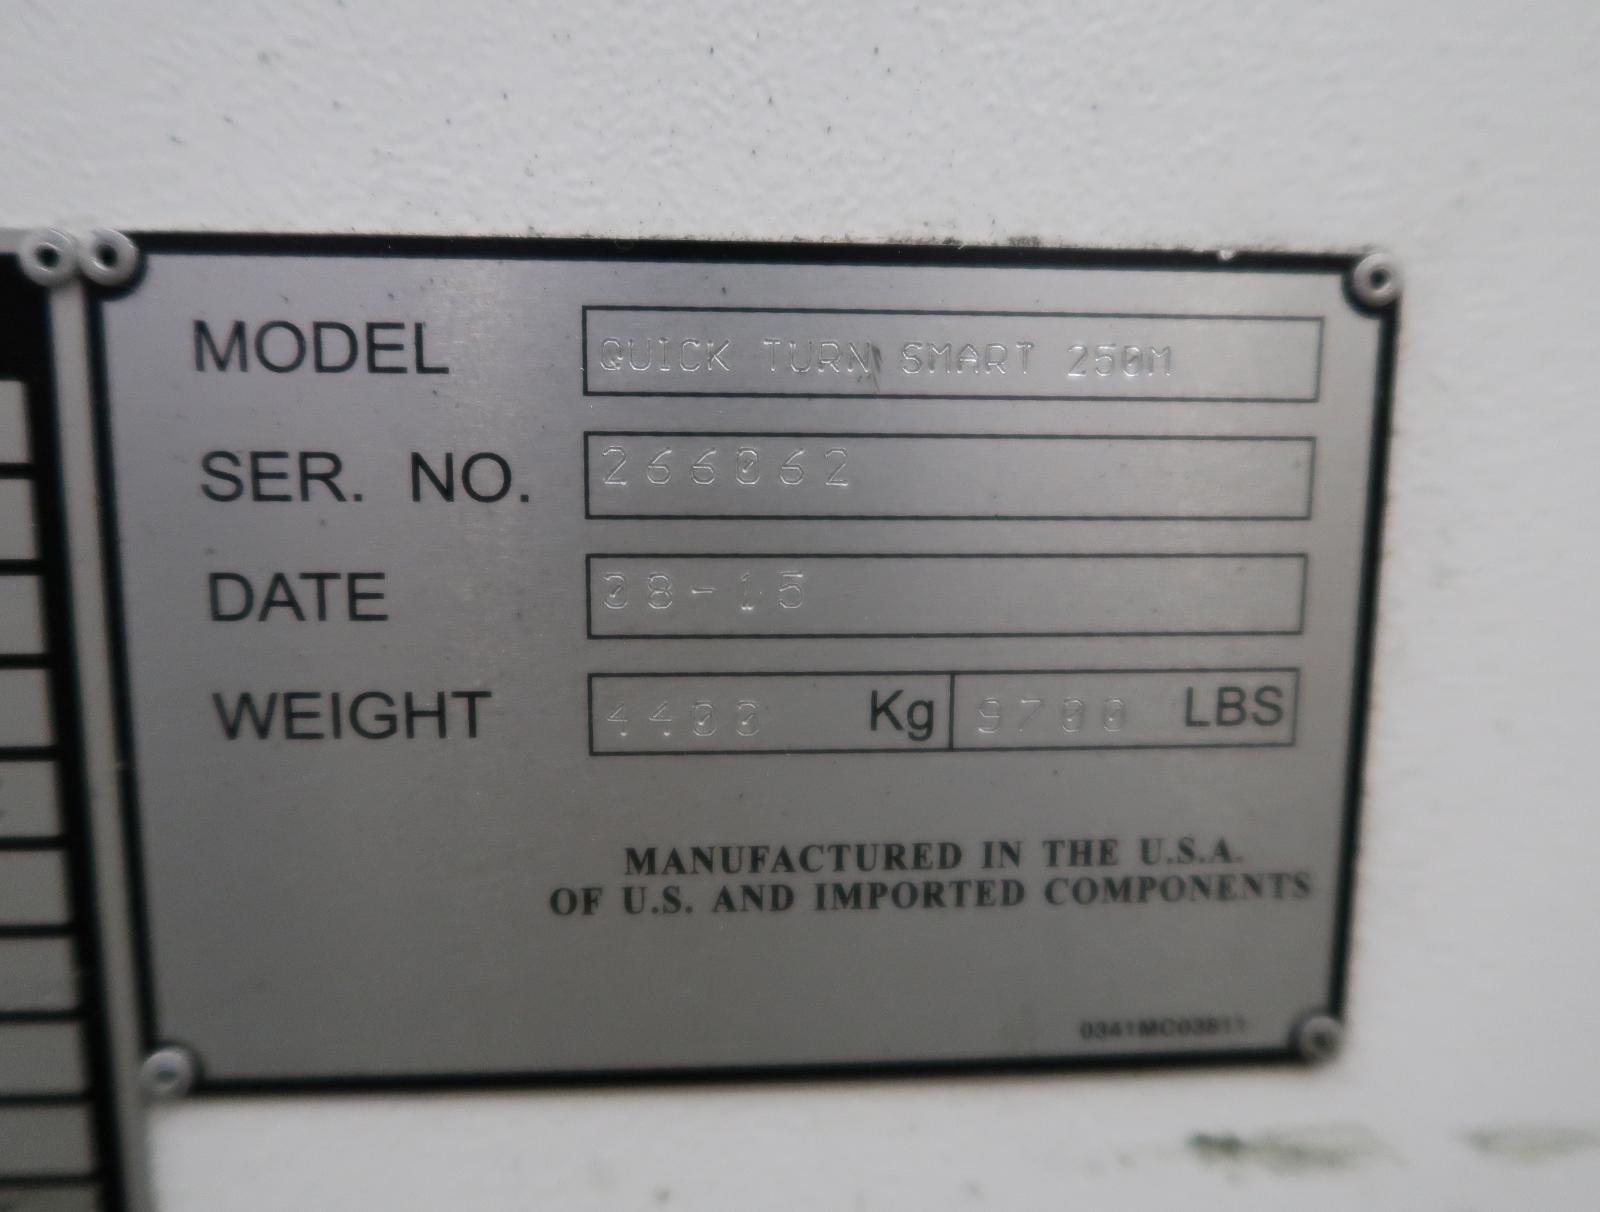 MODEL QUICK TURN SMART 250M
SER. NO. 266062
DATE 08-15
WEIGHT 4400 Kg 9700 LBS
MANUFACTURED IN THE U.S.A.
OF U.S. AND IMPORTED COMPONENTS
0341MC03811